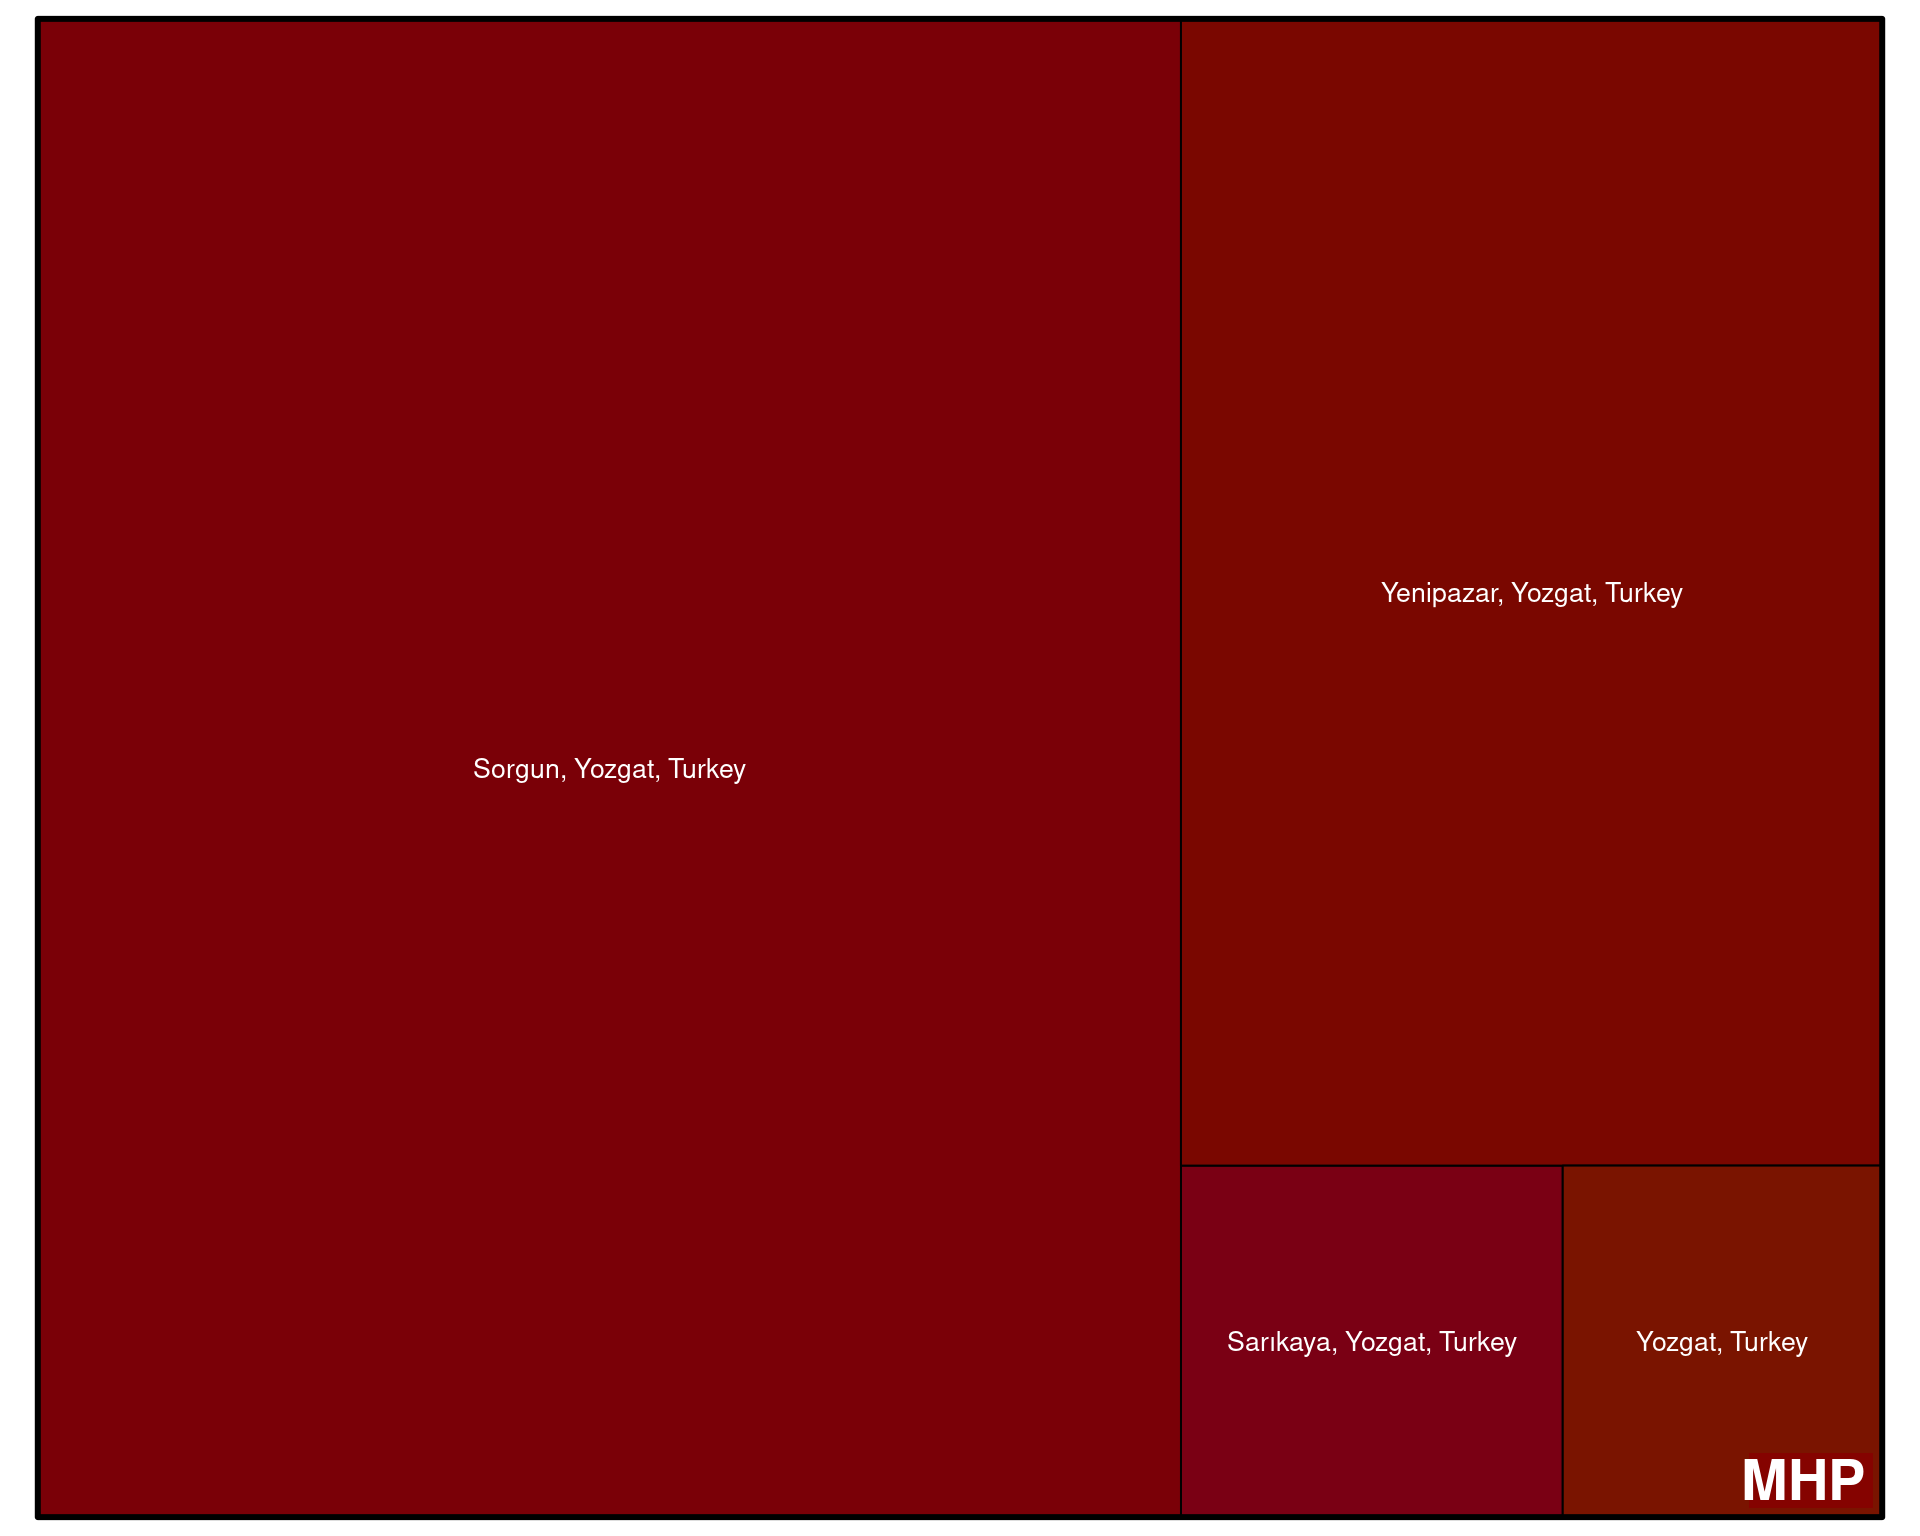 Sorgun, Yozgat, Turkey
Yenipazar, Yozgat, Turkey
Sarıkaya, Yozgat, Turkey
Yozgat, Turkey
MHP